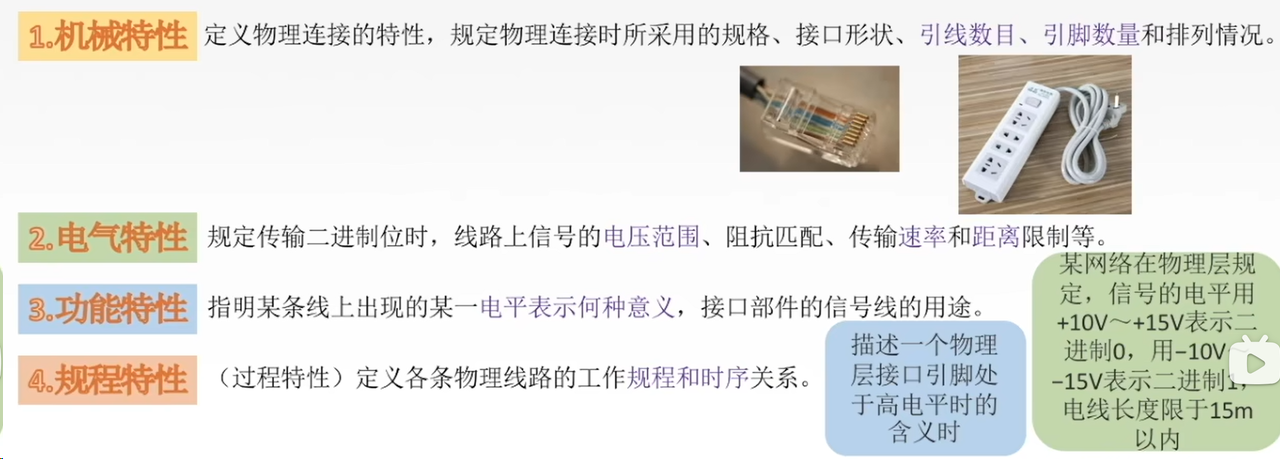 1.机械特性 定义物理连接的特性，规定物理连接时所采用的规格、接口形状、引线数目、引脚数量和排列情况。
2.电气特性 规定传输二进制位时，线路上信号的电压范围、阻抗匹配、传输速率和距离限制等。
3.功能特性 指明某条线上出现的某一电平表示何种意义，接口部件的信号线的用途。
4.规程特性 （过程特性）定义各条物理线路的工作规程和时序关系。
描述一个物理
层接口引脚处
于高电平时的
含义时
某网络在物理层规
定，信号的电平用
+10V～+15V表示二
进制0，用–10V
–15V表示二进制1，
电线长度限于15m
以内